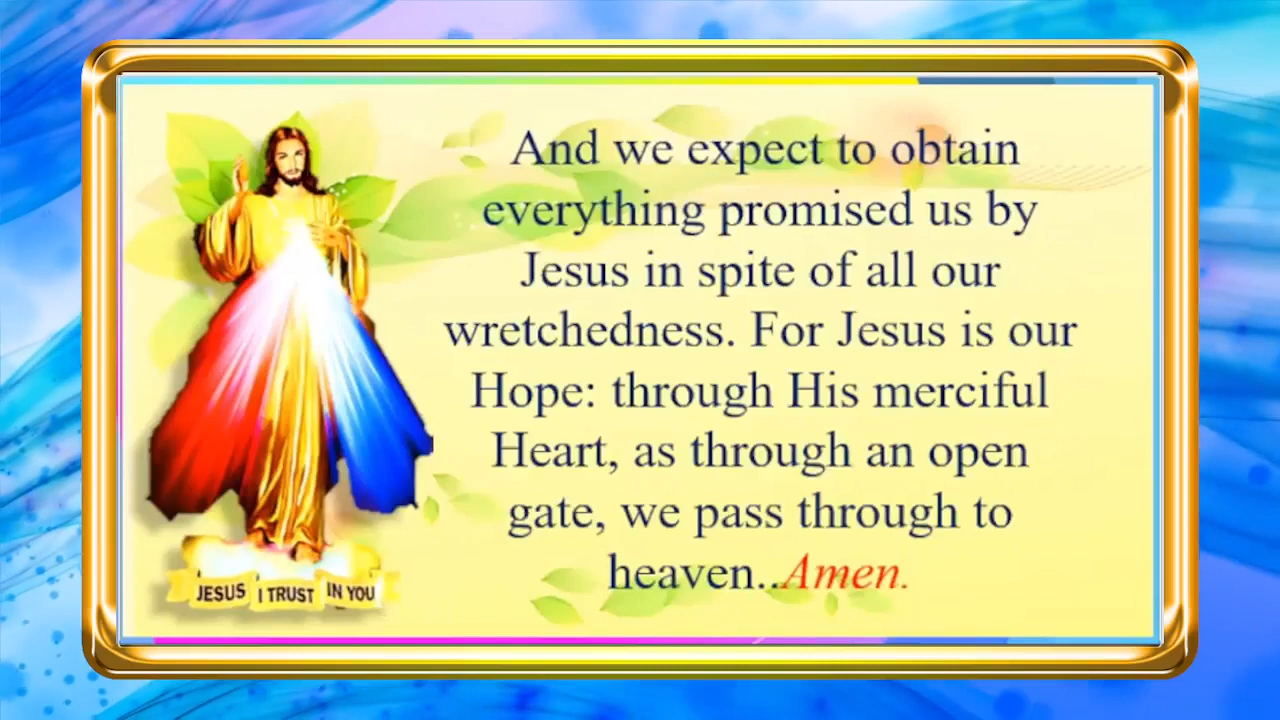 And we expect to obtain
everything promised us by
Jesus in spite of all our
wretchedness. For Jesus is our
Hope: through His merciful
Heart, as through an open
gate, we pass through to
heaven..Amen.
JESUS I TRUST IN YOU